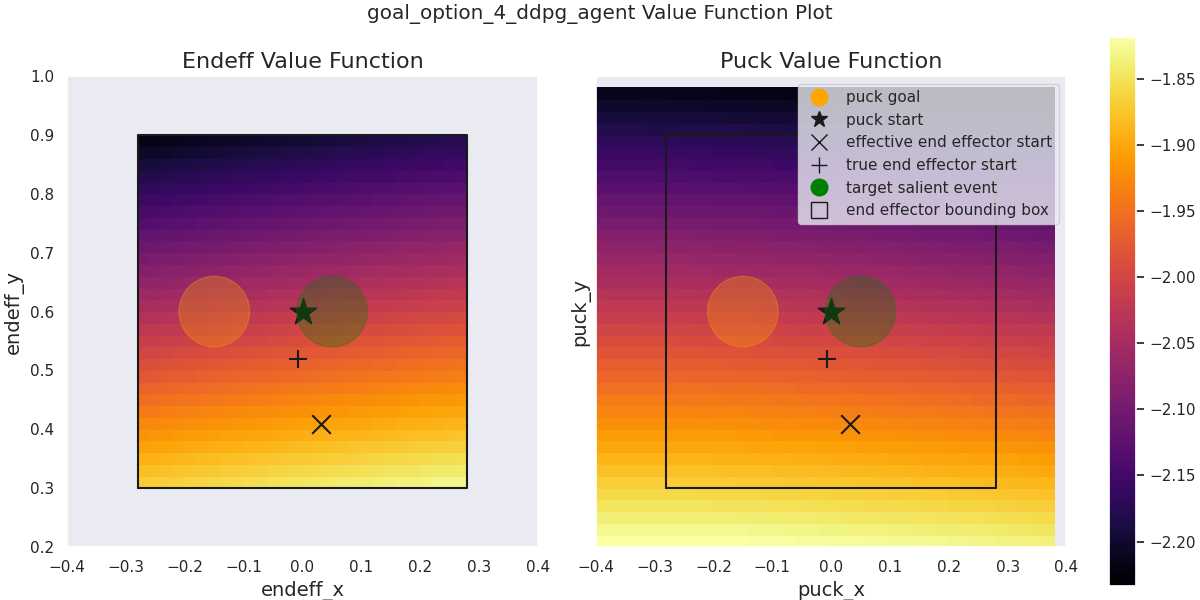 goal_option_4_ddpg_agent Value Function Plot
Endeff Value Function
endeff_y
1.0
0.9
0.8
0.7
0.6
0.5
0.4
0.3
0.2
−0.4 −0.3 −0.2 −0.1 0.0 0.1 0.2 0.3 0.4
endeff_x
Puck Value Function
puck goal
puck start
effective end effector start
true end effector start
target salient event
end effector bounding box
puck_y
−0.4 −0.3 −0.2 −0.1 0.0 0.1 0.2 0.3 0.4
puck_x
−1.85
−1.90
−1.95
−2.00
−2.05
−2.10
−2.15
−2.20